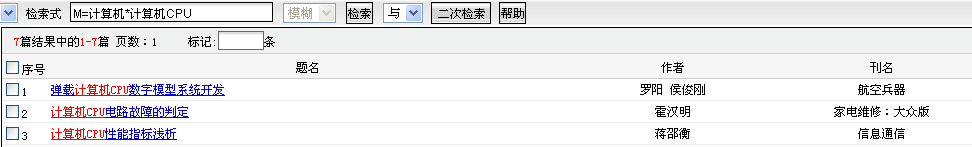 检索式 M=计算机*计算机CPU 模糊 检索 与 二次检索 帮助
7篇结果中的1-7篇 页数：1 标记: 条
序号 题名 作者 刊名
1 弹载计算机CPU数字模型系统开发 罗阳 侯俊刚 航空兵器
2 计算机CPU电路故障的判定 霍汉明 家电维修：大众版
3 计算机CPU性能指标浅析 蒋邵衡 信息通信